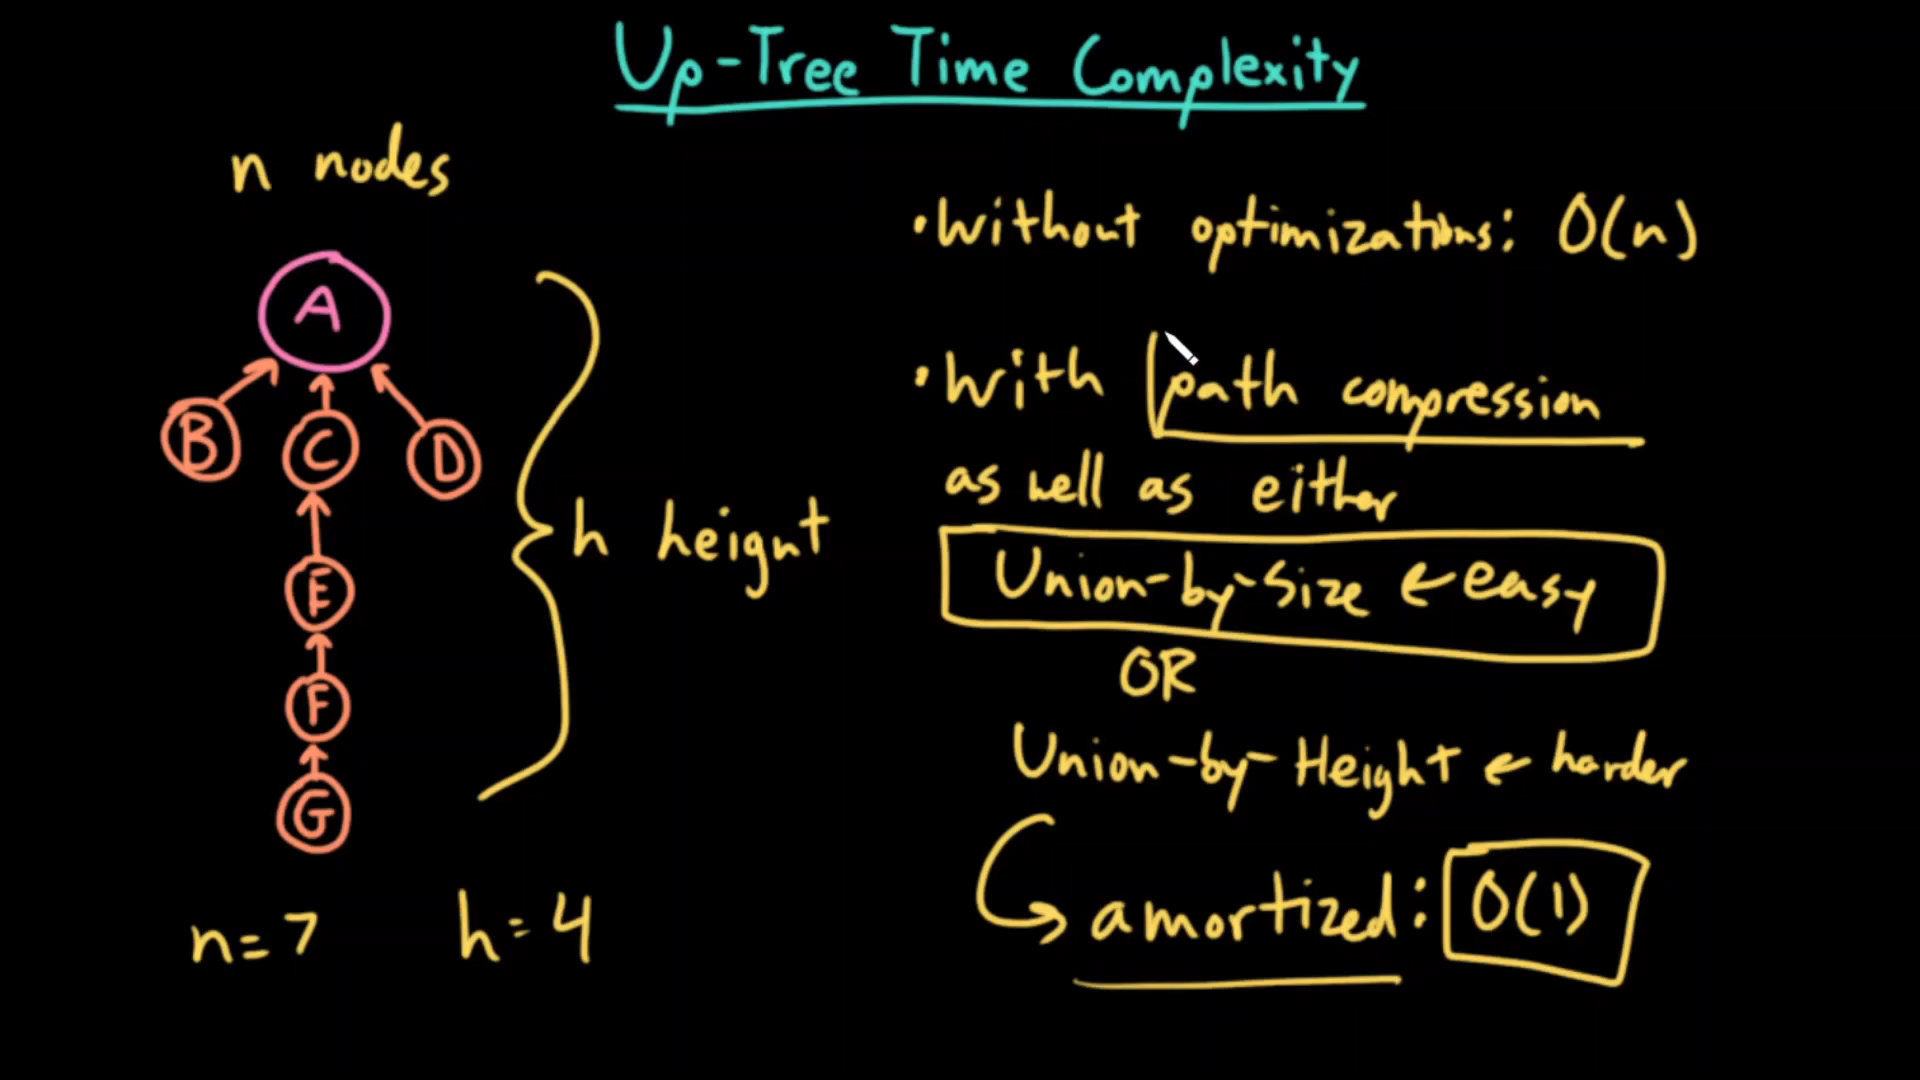 Up-Tree Time Complexity
n nodes
A
B C D
E
F
G
h height
n=7 h=4
• without optimizations: O(n)
• with path compression
as well as either
Union-by-Size ← easy
OR
Union-by-Height ← harder
amortized: O(1)